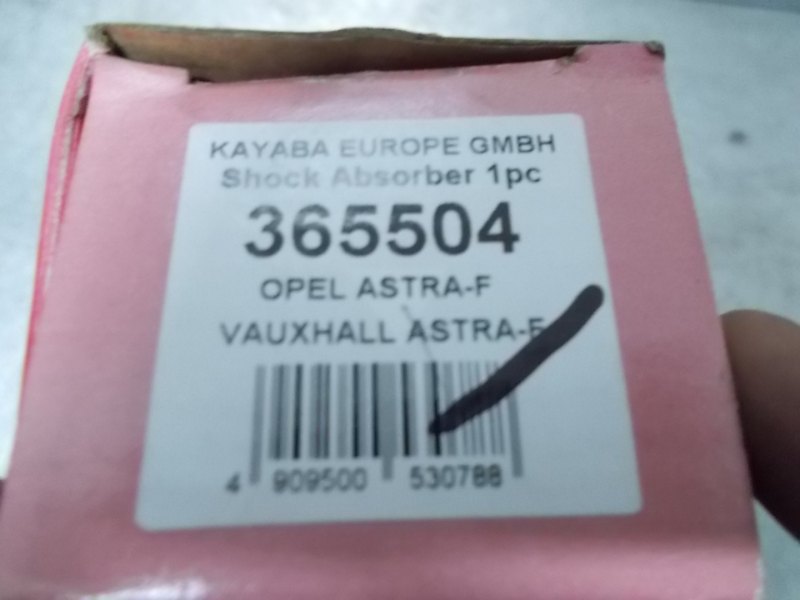 KAYABA EUROPE GMBH
Shock Absorber 1pc
365504
OPEL ASTRA-F
VAUXHALL ASTRA-F
4 909500 530788